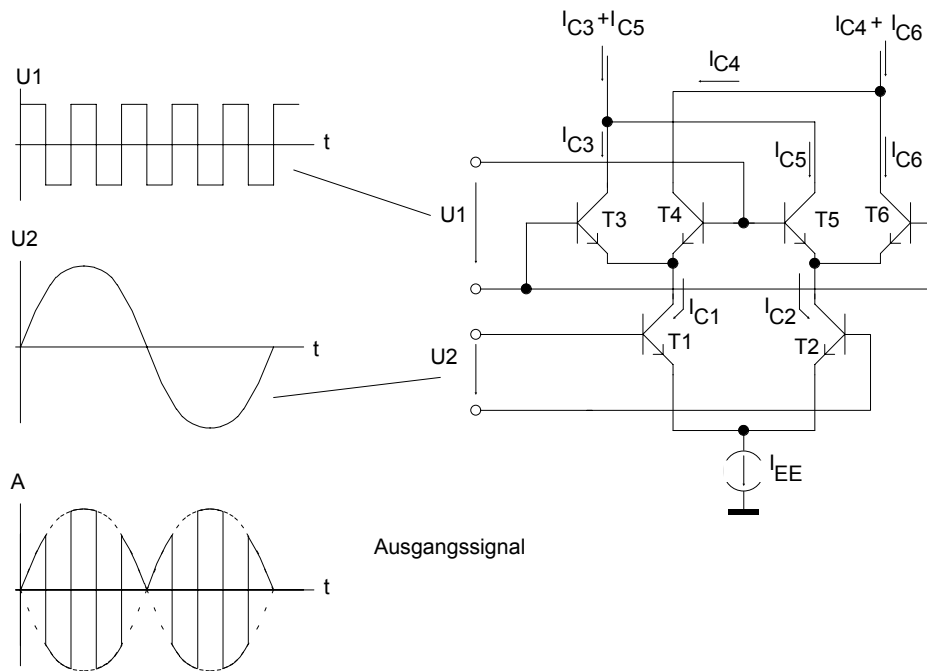 U1
t
U2
t
A
t
Ausgangssignal
I_C3 + I_C5
I_C4 + I_C6
I_C4
I_C3
I_C5
I_C6
U1
T3
T4
T5
T6
I_C1
I_C2
U2
T1
T2
I_EE